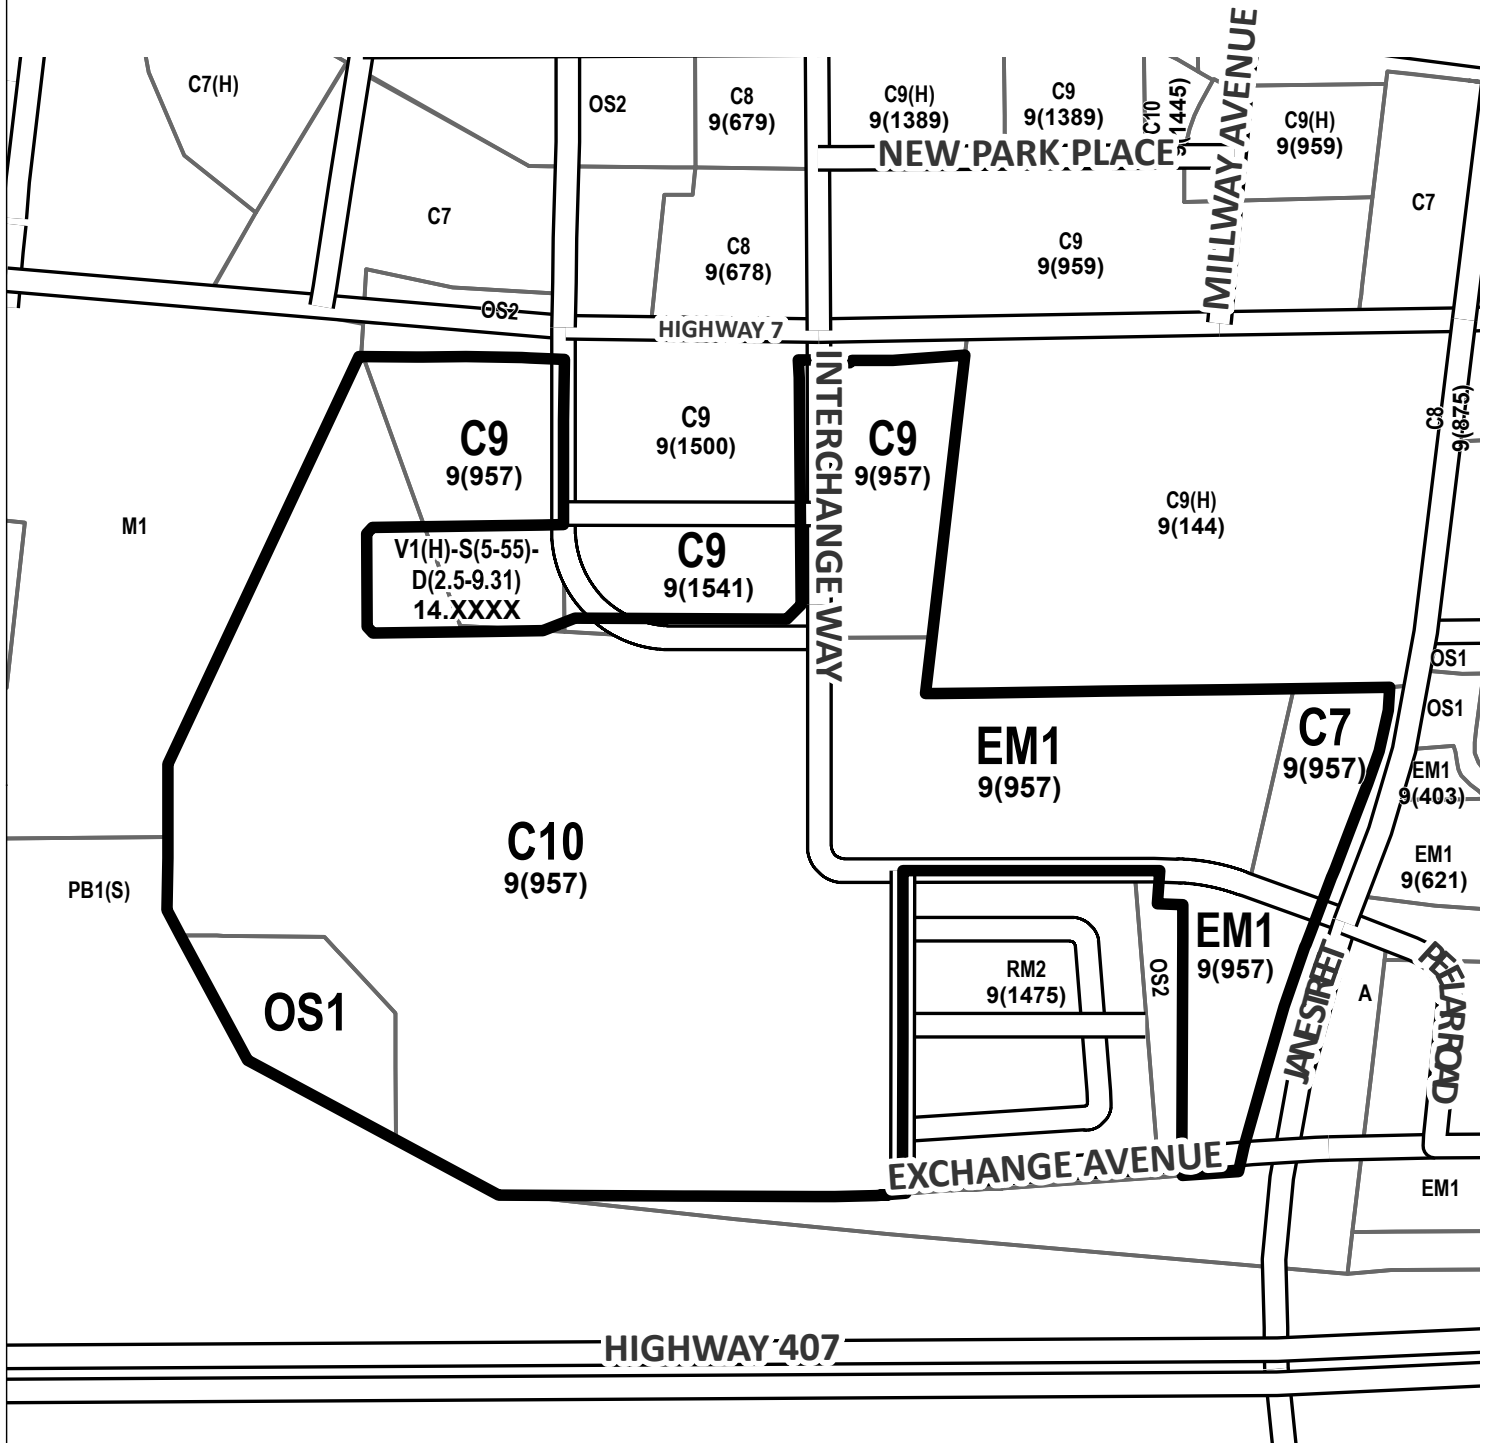 MILLWAY AVENUE
C7(H)
OS2
C8
9(679)
C9(H)
9(1389)
C9
9(1389)
C10
1445)
C9(H)
9(959)
NEW PARK PLACE
C7
C7
C8
9(678)
C9
9(959)
OS2
HIGHWAY 7
INTERCHANGE WAY
C9
9(957)
C9
9(1500)
C9
9(957)
C8
9(875)
C9(H)
9(144)
M1
V1(H)-S(5-55)-
D(2.5-9.31)
14.XXXX
C9
9(1541)
OS1
OS1
EM1
9(957)
C7
9(957)
EM1
9(403)
C10
9(957)
EM1
9(621)
PB1(S)
EM1
9(957)
RM2
9(1475)
OS2
JANE STREET
A
PEELAR ROAD
OS1
EXCHANGE AVENUE
EM1
HIGHWAY 407